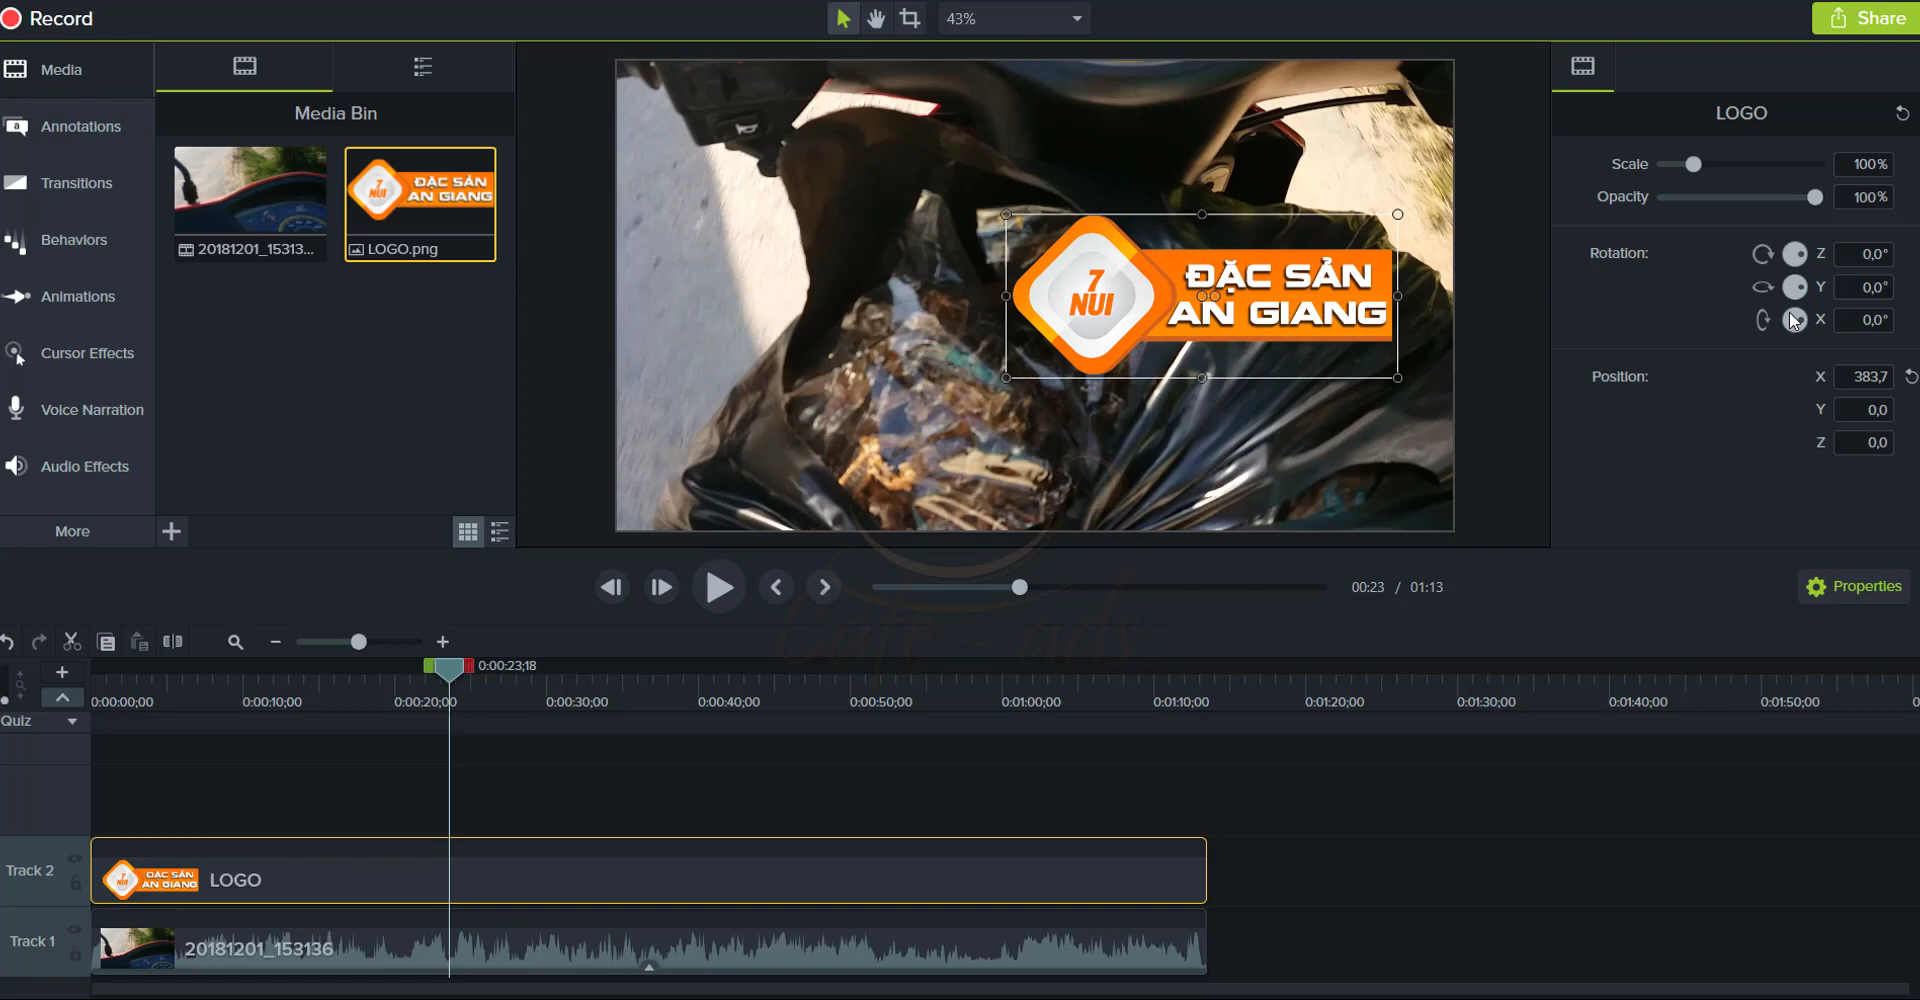 Record
43%
Share
Media
Annotations
Transitions
Behaviors
Animations
Cursor Effects
Voice Narration
Audio Effects
More
Media Bin
7
NUI
ĐẶC SẢN
AN GIANG
20181201_15313...
LOGO.png
7
NUI
ĐẶC SẢN
AN GIANG
LOGO
Scale 100%
Opacity 100%
Rotation: Z 0,0°
Y 0,0°
X 0,0°
Position: X 383,7
Y 0,0
Z 0,0
00:23 / 01:13
Properties
Cafe - arts
0:00:23;18
0:00:00;00 0:00:10;00 0:00:20;00 0:00:30;00 0:00:40;00 0:00:50;00 0:01:00;00 0:01:10;00 0:01:20;00 0:01:30;00 0:01:40;00 0:01:50;00
Quiz
Track 2
7
NUI
ĐẶC SẢN
AN GIANG
LOGO
Track 1
20181201_153136